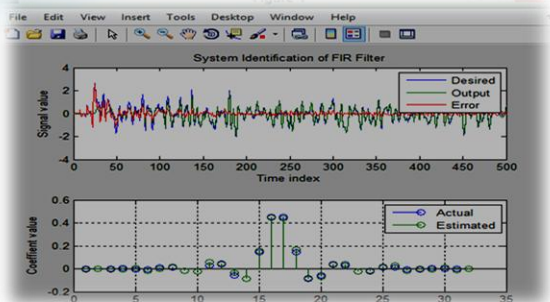 File Edit View Insert Tools Desktop Window Help
System Identification of FIR Filter
4
2
0
-2
-4
Signal value
Desired
Output
Error
0 50 100 150 200 250 300 350 400 450 500
Time index
0.6
0.4
0.2
0
-0.2
Coeffient value
Actual
Estimated
0 5 10 15 20 25 30 35